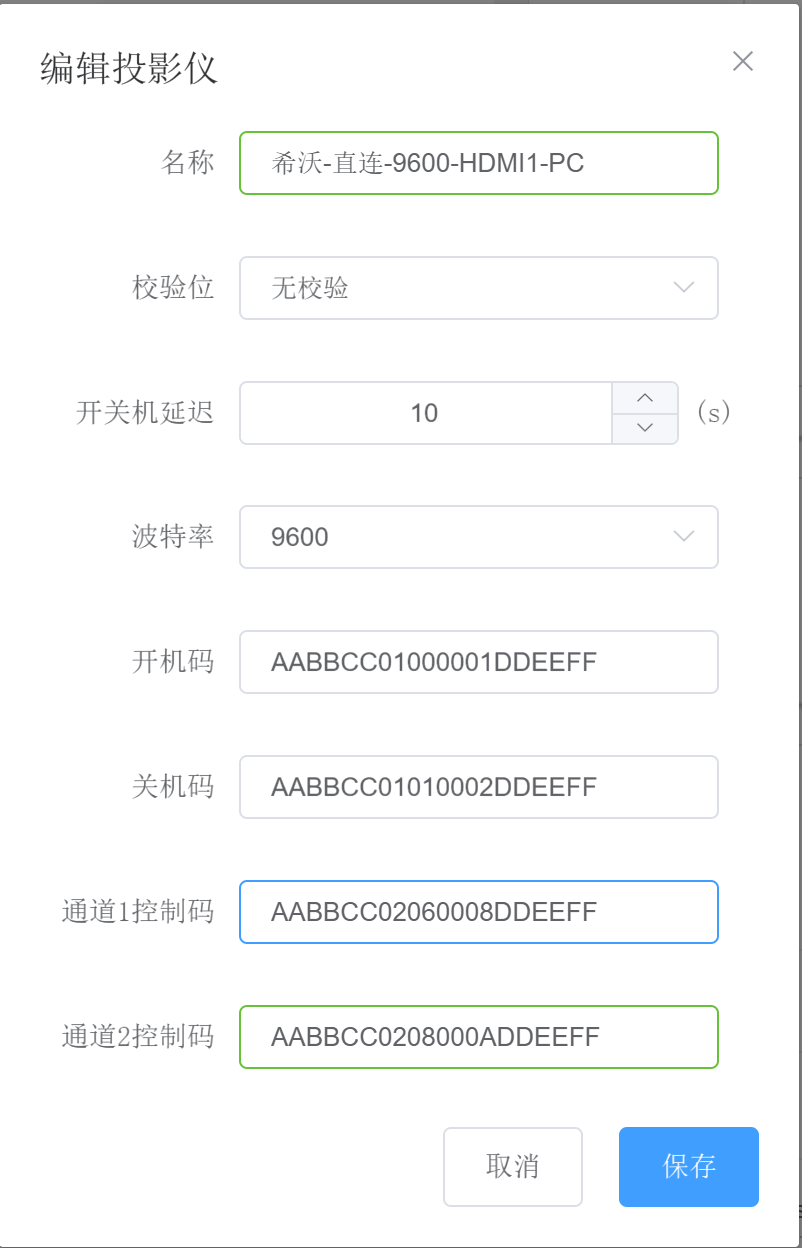 编辑投影仪
名称 希沃-直连-9600-HDMI1-PC
校验位 无校验
开关机延迟 10 (s)
波特率 9600
开机码 AABBCC01000001DDEEFF
关机码 AABBCC01010002DDEEFF
通道1控制码 AABBCC02060008DDEEFF
通道2控制码 AABBCC0208000ADDEEFF
取消 保存